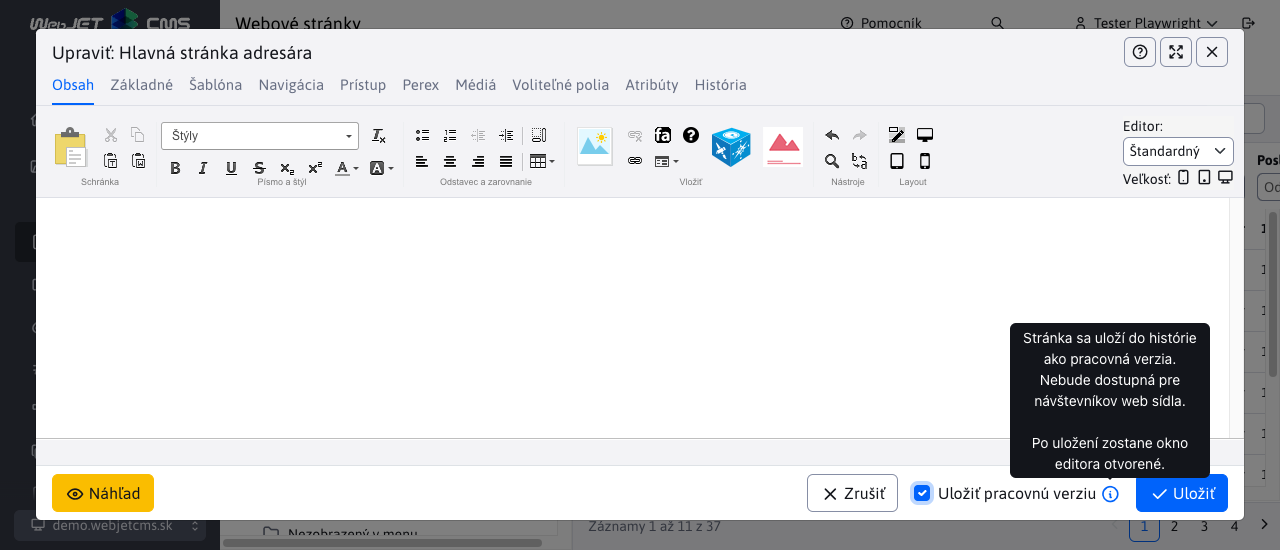 WebJET CMS
Webové stránky
Pomocník
Tester Playwright
Upraviť: Hlavná stránka adresára
Obsah Základné Šablóna Navigácia Prístup Perex Médiá Voliteľné polia Atribúty História
Štýly
Schránka
Písmo a štýl
Odstavec a zarovnanie
Vložiť
Nástroje
Layout
Editor:
Štandardný
Veľkosť:
Stránka sa uloží do histórie
ako pracovná verzia.
Nebude dostupná pre
návštevníkov web sídla.
Po uložení zostane okno
editora otvorené.
Náhľad
Zrušiť
Uložiť pracovnú verziu
Uložiť
demo.webjetcms.sk
Nezobrazený v menu
Záznamy 1 až 11 z 37
1 2 3 4